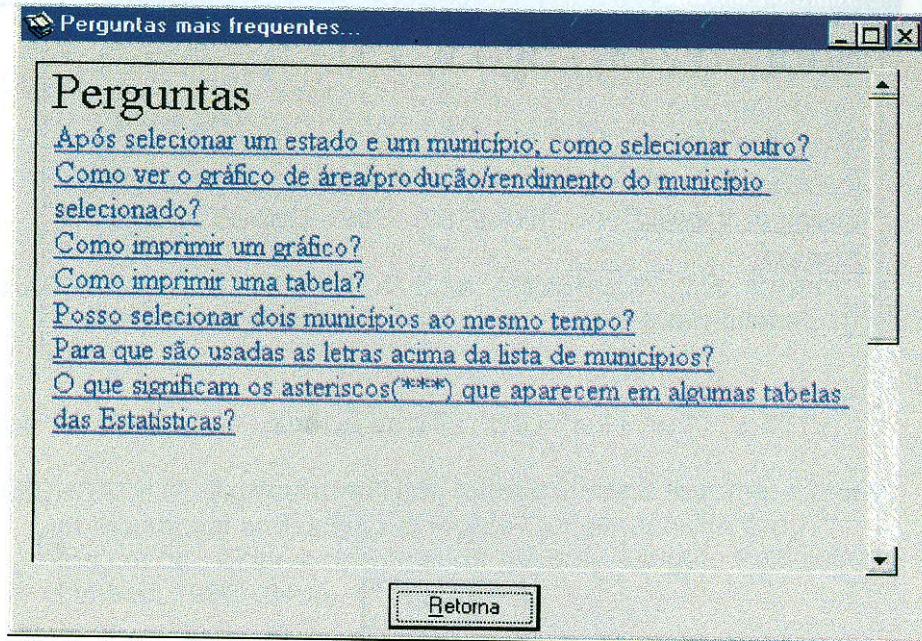 Perguntas mais frequentes...
Perguntas
Após selecionar um estado e um município, como selecionar outro?
Como ver o gráfico de área/produção/rendimento do município
selecionado?
Como imprimir um gráfico?
Como imprimir uma tabela?
Posso selecionar dois municípios ao mesmo tempo?
Para que são usadas as letras acima da lista de municípios?
O que significam os asteriscos(***) que aparecem em algumas tabelas
das Estatísticas?
Retorna